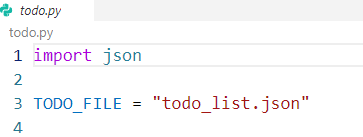 todo.py
todo.py
1 import json
2
3 TODO_FILE = "todo_list.json"
4